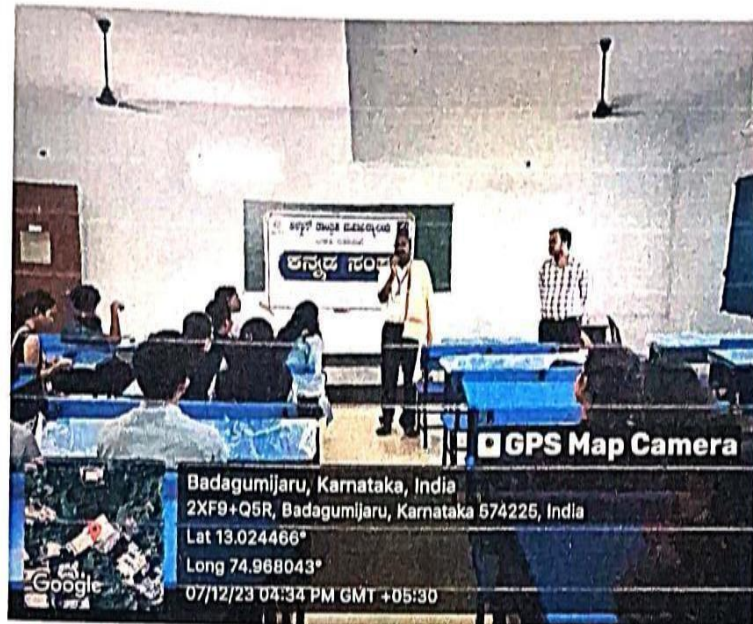 ಕನ್ನಡ ಸಂಘ
GPS Map Camera
Badagumijaru, Karnataka, India
2XF9+Q5R, Badagumijaru, Karnataka 574225, India
Lat 13.024466°
Long 74.968043°
07/12/23 04:34 PM GMT +05:30
Google